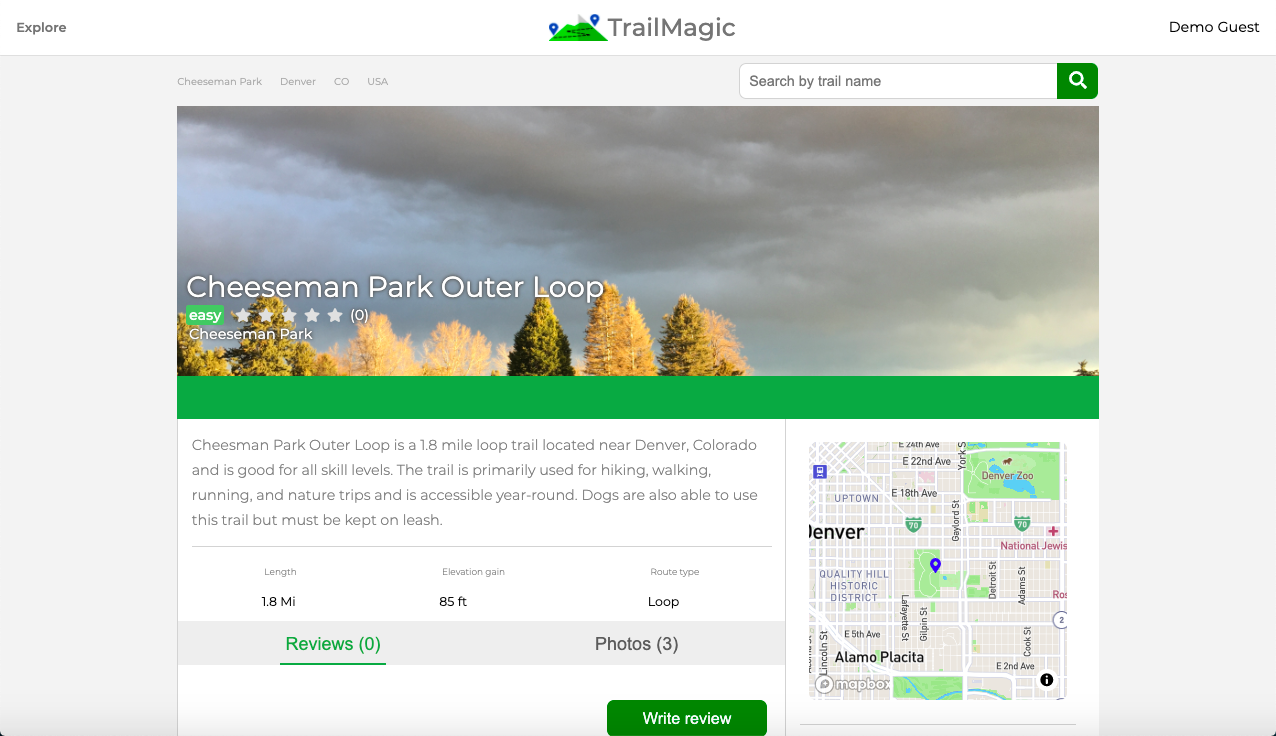 Explore
TrailMagic
Demo Guest
Cheeseman Park Denver CO USA
Search by trail name
Cheeseman Park Outer Loop
easy (0)
Cheeseman Park
Cheesman Park Outer Loop is a 1.8 mile loop trail located near Denver, Colorado
and is good for all skill levels. The trail is primarily used for hiking, walking,
running, and nature trips and is accessible year-round. Dogs are also able to use
this trail but must be kept on leash.
Length Elevation gain Route type
1.8 Mi 85 ft Loop
Reviews (0) Photos (3)
Write review
E 24th Ave
York S
E 22nd Ave
Denver Zoo
UPTOWN
E 18th Ave
Gaylord St
70
70
Denver
National Jewis
QUALITY HILL
HISTORIC
DISTRICT
Detroit St
Adams St
Ros
Lafayette St
Gilpin St
2
E 5th Ave
Lincoln St
Cook St
Alamo Placita
E 2nd Ave
mapbox